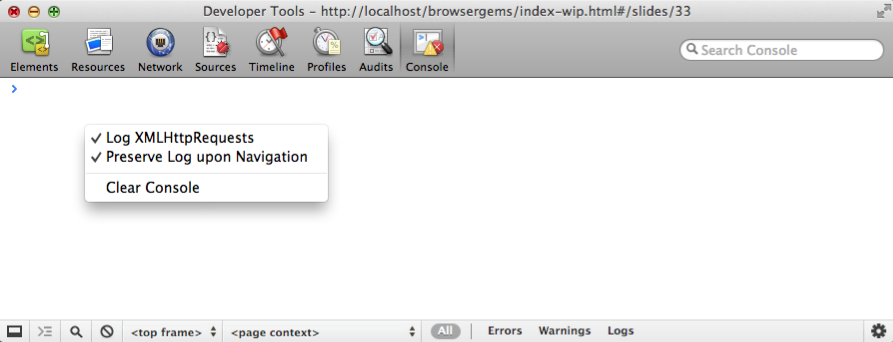 Developer Tools - http://localhost/browsergems/index-wip.html#/slides/33
Elements Resources Network Sources Timeline Profiles Audits Console
Search Console
Log XMLHttpRequests
Preserve Log upon Navigation
Clear Console
<top frame> <page context> All Errors Warnings Logs